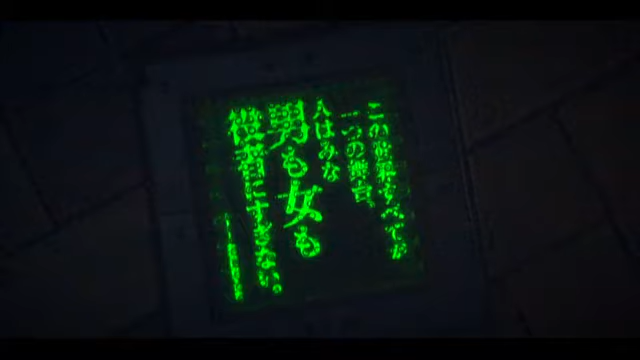 この世界すべてが
一つの舞台、
人はみな
男も女も
役者にすぎない。